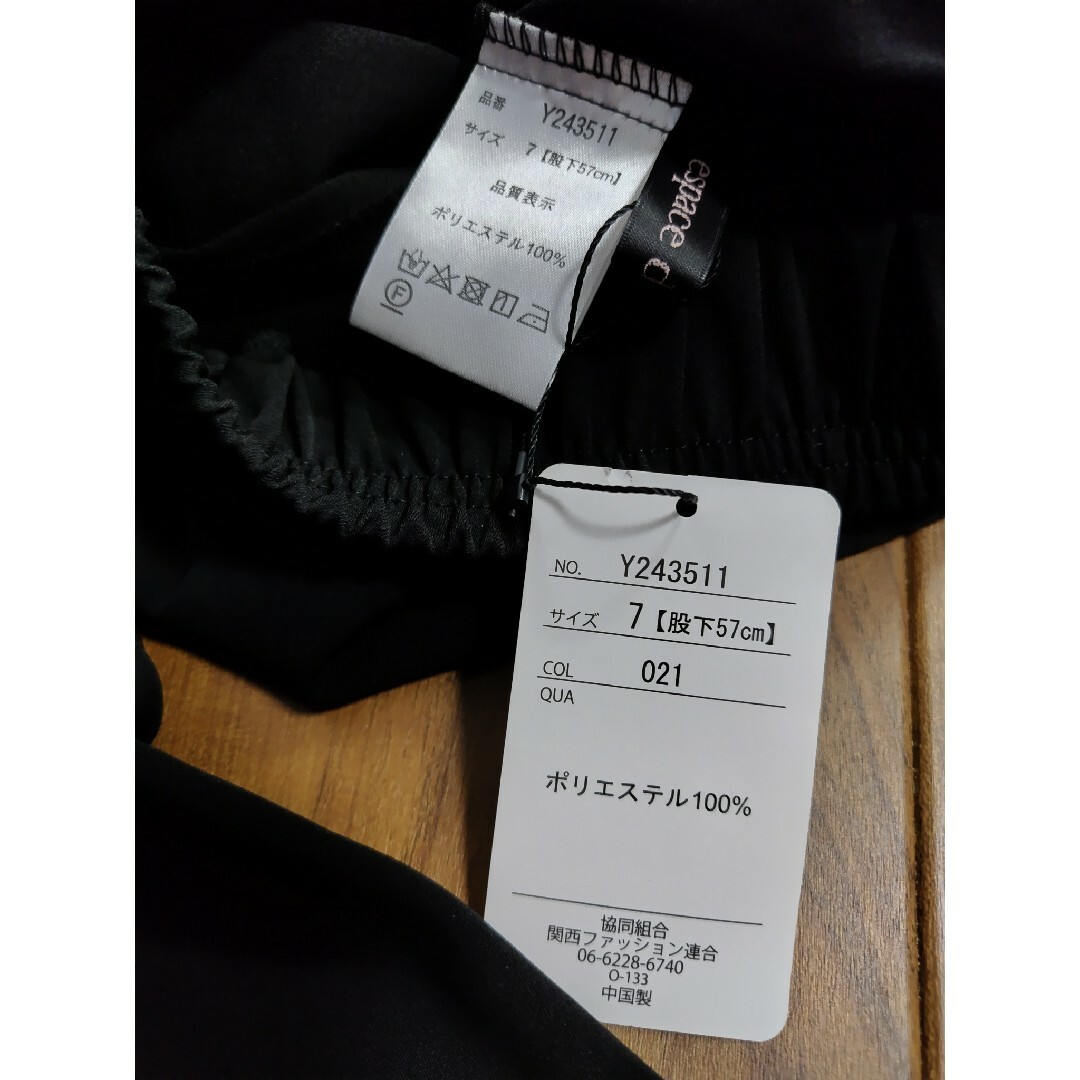 品番 Y243511
サイズ 7【股下57cm】
品質表示
ポリエステル100%
F
espace
NO. Y243511
サイズ 7【股下57cm】
COL 021
QUA
ポリエステル100%
協同組合
関西ファッション連合
06-6228-6740
O-133
中国製